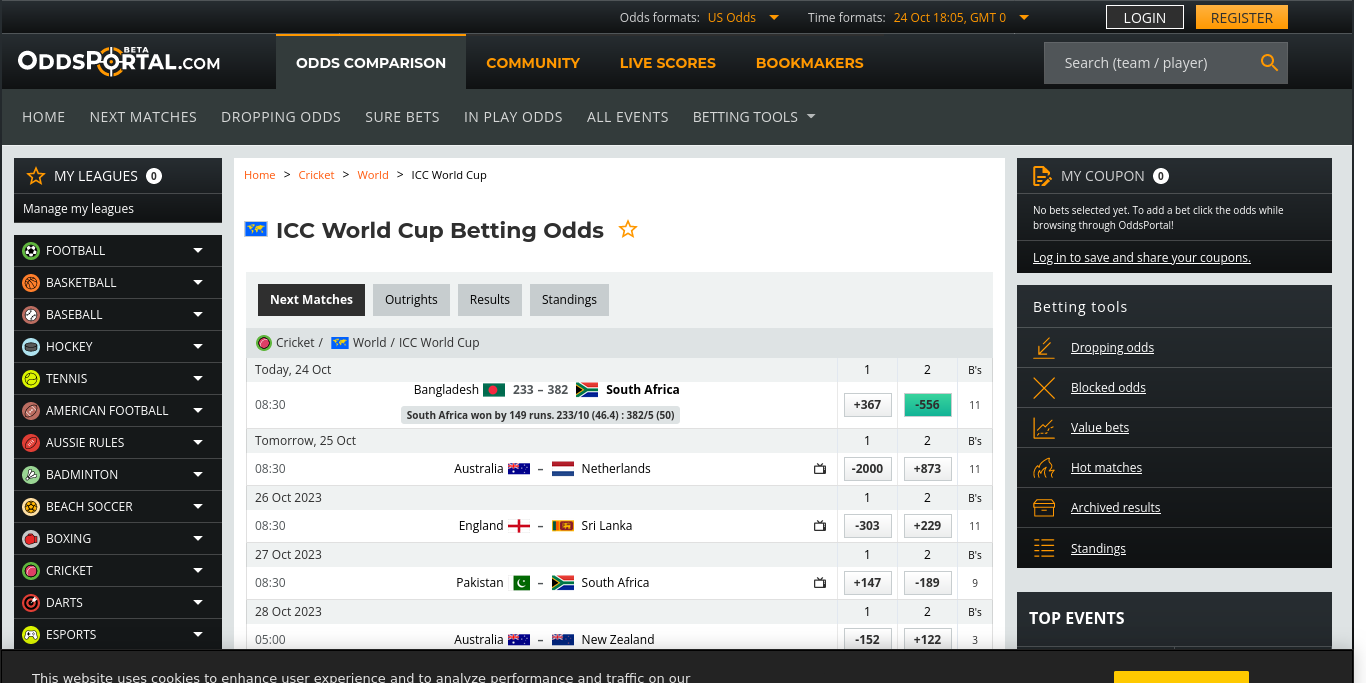 Odds formats: US Odds Time formats: 24 Oct 18:05, GMT 0 LOGIN REGISTER
ODDSPORTAL.COM BETA ODDS COMPARISON COMMUNITY LIVE SCORES BOOKMAKERS Search (team / player)
HOME NEXT MATCHES DROPPING ODDS SURE BETS IN PLAY ODDS ALL EVENTS BETTING TOOLS
MY LEAGUES 0
Manage my leagues
FOOTBALL
BASKETBALL
BASEBALL
HOCKEY
TENNIS
AMERICAN FOOTBALL
AUSSIE RULES
BADMINTON
BEACH SOCCER
BOXING
CRICKET
DARTS
ESPORTS
Home > Cricket > World > ICC World Cup
ICC World Cup Betting Odds
Next Matches Outrights Results Standings
Cricket / World / ICC World Cup
Today, 24 Oct 1 2 B's
Bangladesh 233 – 382 South Africa
08:30 South Africa won by 149 runs. 233/10 (46.4) : 382/5 (50) +367 -556 11
Tomorrow, 25 Oct 1 2 B's
08:30 Australia – Netherlands -2000 +873 11
26 Oct 2023 1 2 B's
08:30 England – Sri Lanka -303 +229 11
27 Oct 2023 1 2 B's
08:30 Pakistan – South Africa +147 -189 9
28 Oct 2023 1 2 B's
05:00 Australia – New Zealand -152 +122 3
MY COUPON 0
No bets selected yet. To add a bet click the odds while
browsing through OddsPortal!
Log in to save and share your coupons.
Betting tools
Dropping odds
Blocked odds
Value bets
Hot matches
Archived results
Standings
TOP EVENTS
This website uses cookies to enhance user experience and to analyze performance and traffic on our